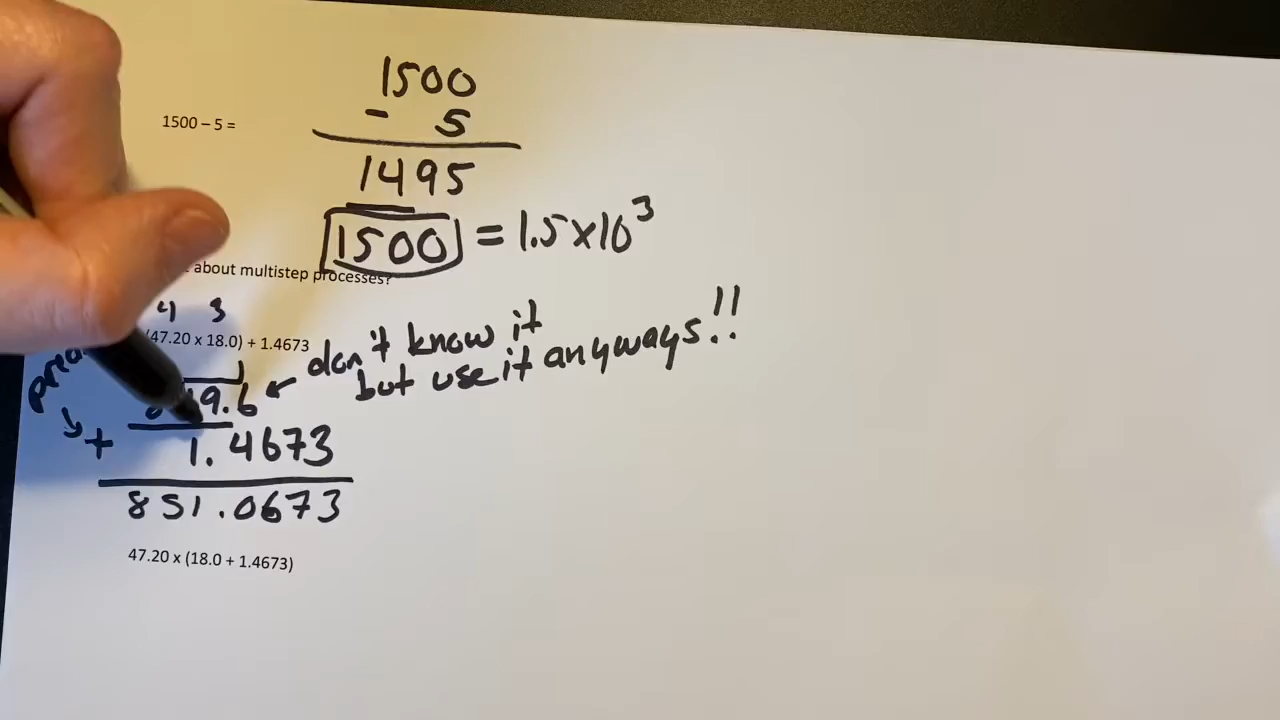 1500
1500 – 5 =
- 5
1495
1500 = 1.5x10³
about multistep processes?
4 3
(47.20 x 18.0) + 1.4673
don't know it
but use it anyways!!
9.6
+ 1.4673
851.0673
47.20 x (18.0 + 1.4673)